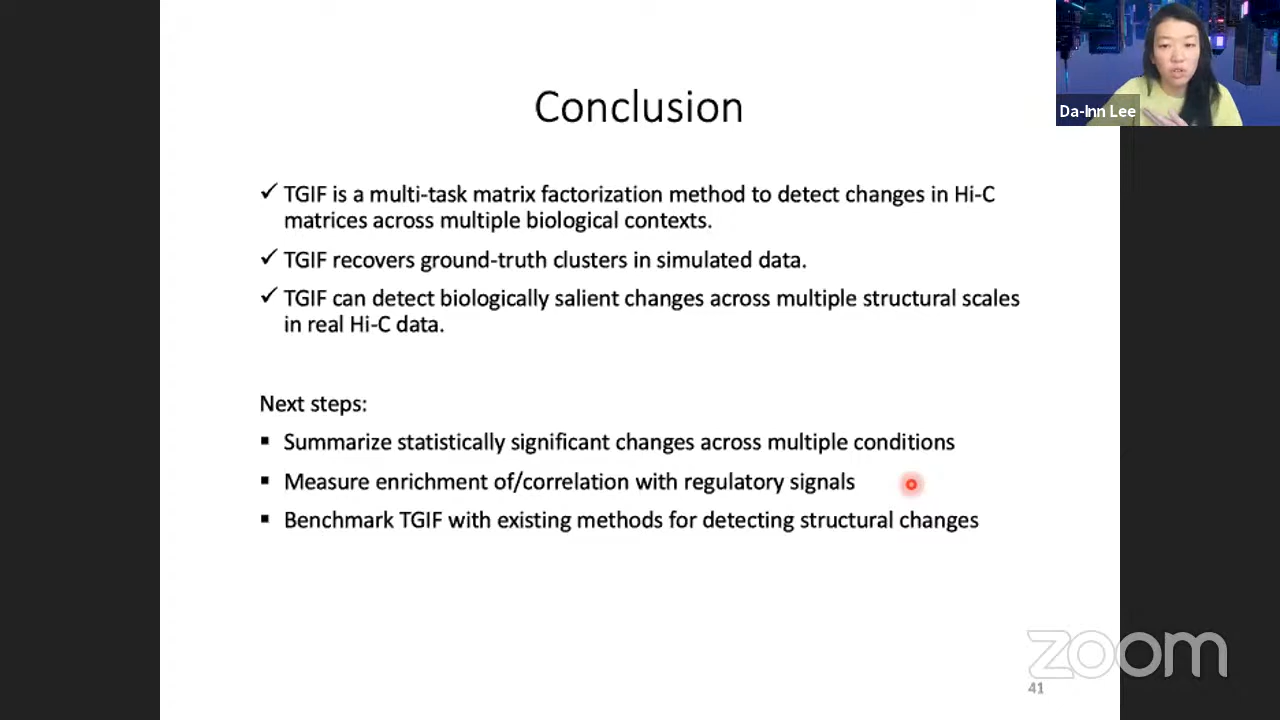 Conclusion
Da-Inn Lee
✓ TGIF is a multi-task matrix factorization method to detect changes in Hi-C
matrices across multiple biological contexts.
✓ TGIF recovers ground-truth clusters in simulated data.
✓ TGIF can detect biologically salient changes across multiple structural scales
in real Hi-C data.
Next steps:
▪ Summarize statistically significant changes across multiple conditions
▪ Measure enrichment of/correlation with regulatory signals
▪ Benchmark TGIF with existing methods for detecting structural changes
zoom
41